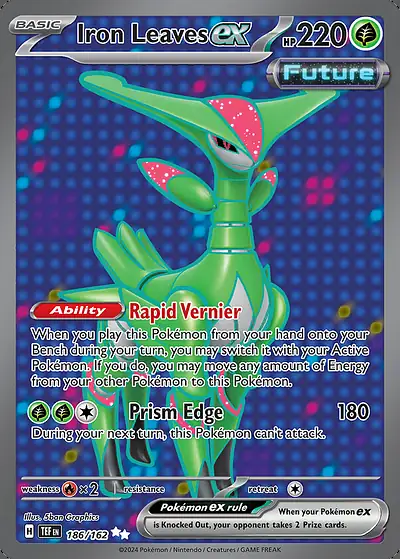 BASIC Iron Leaves ex HP 220
Future
Ability Rapid Vernier
When you play this Pokémon from your hand onto
your Bench during your turn, you may switch it with your Active
Pokémon. If you do, you may move any amount of Energy
from your other Pokémon to this Pokémon.
Prism Edge 180
During your next turn, this Pokémon can't attack.
weakness ×2 resistance retreat
Illus. 5ban Graphics
H TEF EN 186/162
Pokémon ex rule
When your Pokémon ex
is Knocked Out, your opponent takes 2 Prize cards.
©2024 Pokémon / Nintendo / Creatures / GAME FREAK